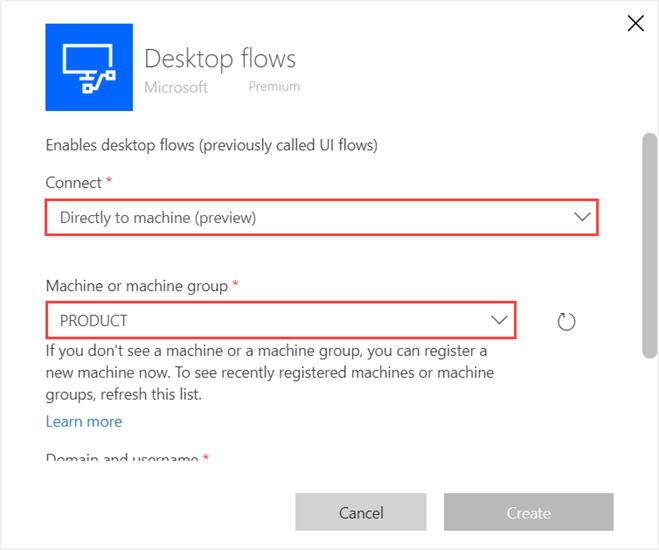 Desktop flows
Microsoft Premium
Enables desktop flows (previously called UI flows)
Connect *
Directly to machine (preview)
Machine or machine group *
PRODUCT
If you don't see a machine or a machine group, you can register a
new machine now. To see recently registered machines or machine
groups, refresh this list.
Learn more
Domain and username *
Cancel Create